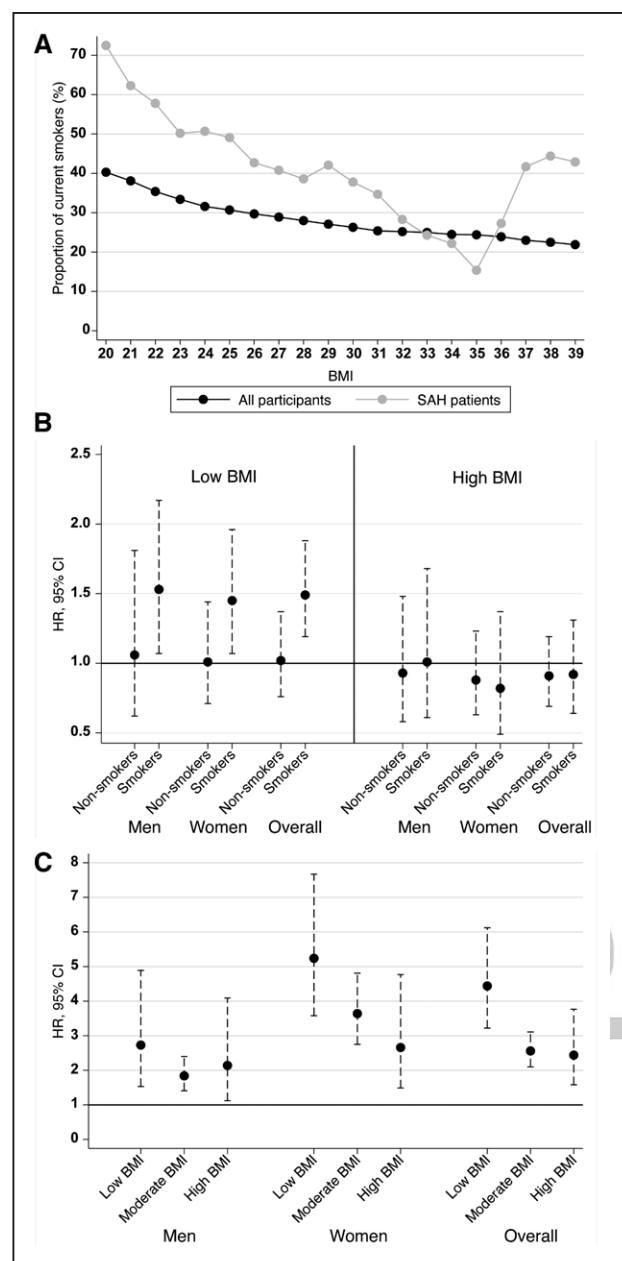 A
Proportion of current smokers (%)
70
60
50
40
30
20
10
0
20 21 22 23 24 25 26 27 28 29 30 31 32 33 34 35 36 37 38 39
BMI
All participants SAH patients
B
HR, 95% CI
2.5
2.0
1.5
1.0
0.5
Low BMI High BMI
Non-smokers Smokers Non-smokers Smokers Non-smokers Smokers Non-smokers Smokers Non-smokers Smokers Non-smokers Smokers
Men Women Overall Men Women Overall
C
HR, 95% CI
8
7
6
5
4
3
2
1
0
Low BMI Moderate BMI High BMI Low BMI Moderate BMI High BMI Low BMI Moderate BMI High BMI
Men Women Overall